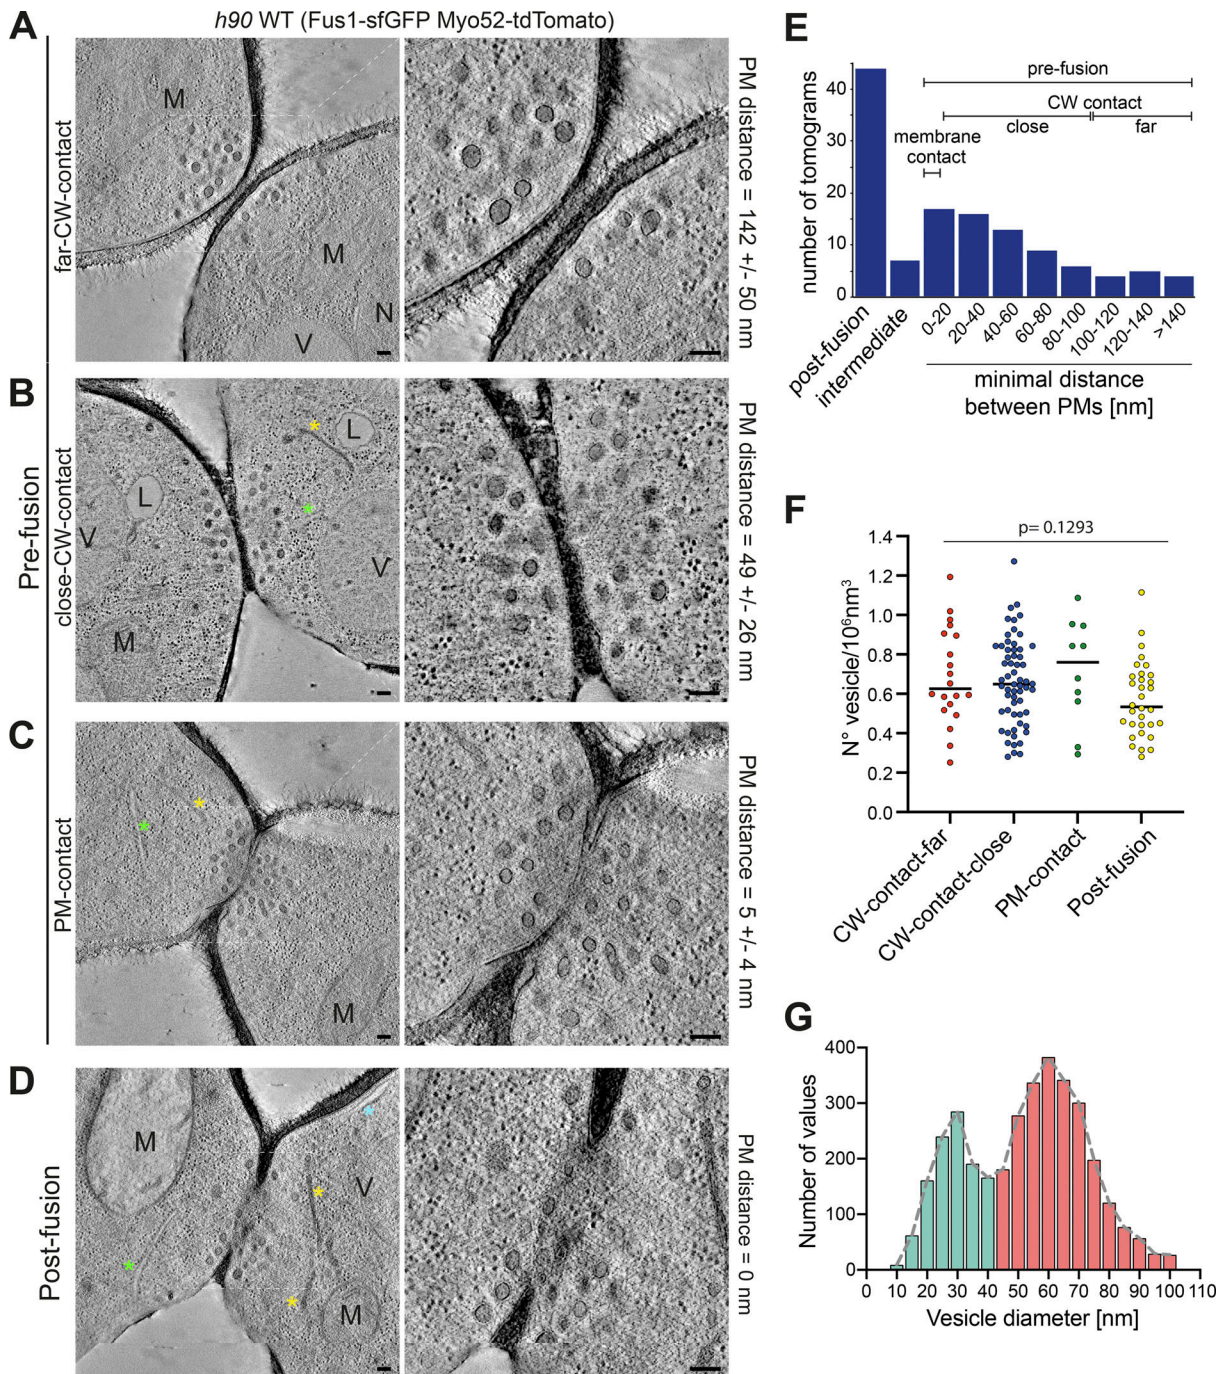 h90 WT (Fus1-sfGFP Myo52-tdTomato)
A
far-CW-contact
M
M
N
V
PM distance = 142 +/- 50 nm
Pre-fusion
B
close-CW-contact
L
L
V
V
M
PM distance = 49 +/- 26 nm
C
PM-contact
M
PM distance = 5 +/- 4 nm
D
Post-fusion
M
V
M
PM distance = 0 nm
E
number of tomograms
40
30
20
10
0
pre-fusion
CW contact
close
far
membrane
contact
post-fusion
intermediate
0-20
20-40
40-60
60-80
80-100
100-120
120-140
>140
minimal distance
between PMs [nm]
F
p= 0.1293
N° vesicle/10⁶nm³
1.4
1.2
1.0
0.8
0.6
0.4
0.2
0.0
CW-contact-far
CW-contact-close
PM-contact
Post-fusion
G
Number of values
400
300
200
100
0
0 10 20 30 40 50 60 70 80 90 100 110
Vesicle diameter [nm]